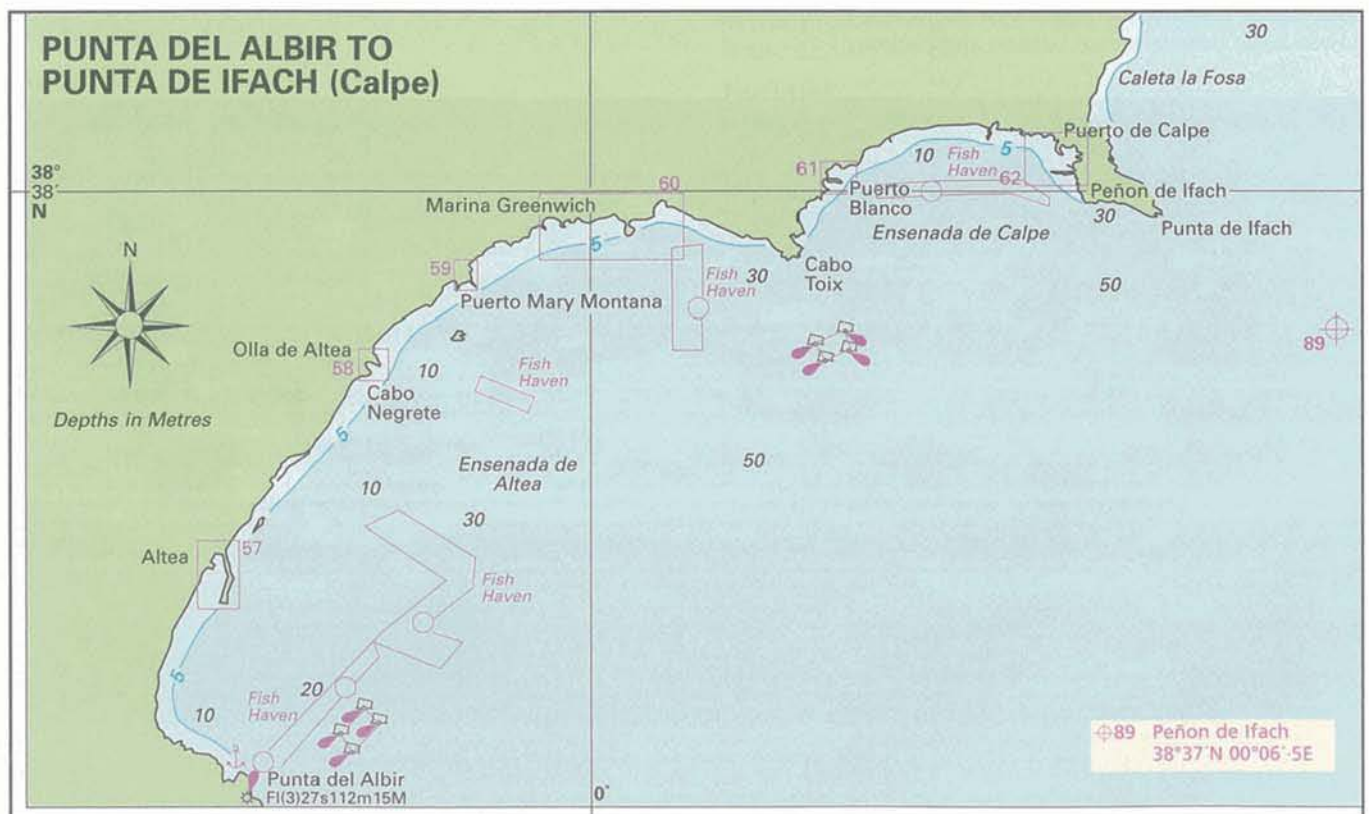 PUNTA DEL ALBIR TO
PUNTA DE IFACH (Calpe)
30
Caleta la Fosa
Puerto de Calpe
5
10
Fish
Haven
61
62
38°
38′
N
60
Marina Greenwich
Puerto
Blanco
Peñon de Ifach
30
Punta de Ifach
Ensenada de Calpe
5
59
Fish
Haven
30
Cabo
Toix
50
Puerto Mary Montana
N
89
Olla de Altea
58
10
Fish
Haven
Cabo
Negrete
Depths in Metres
5
Ensenada de
Altea
50
10
30
Altea
57
Fish
Haven
5
Fish
Haven
20
10
Punta del Albir
Fl(3)27s112m15M
0°
89 Peñon de Ifach
38°37´N 00°06´·5E